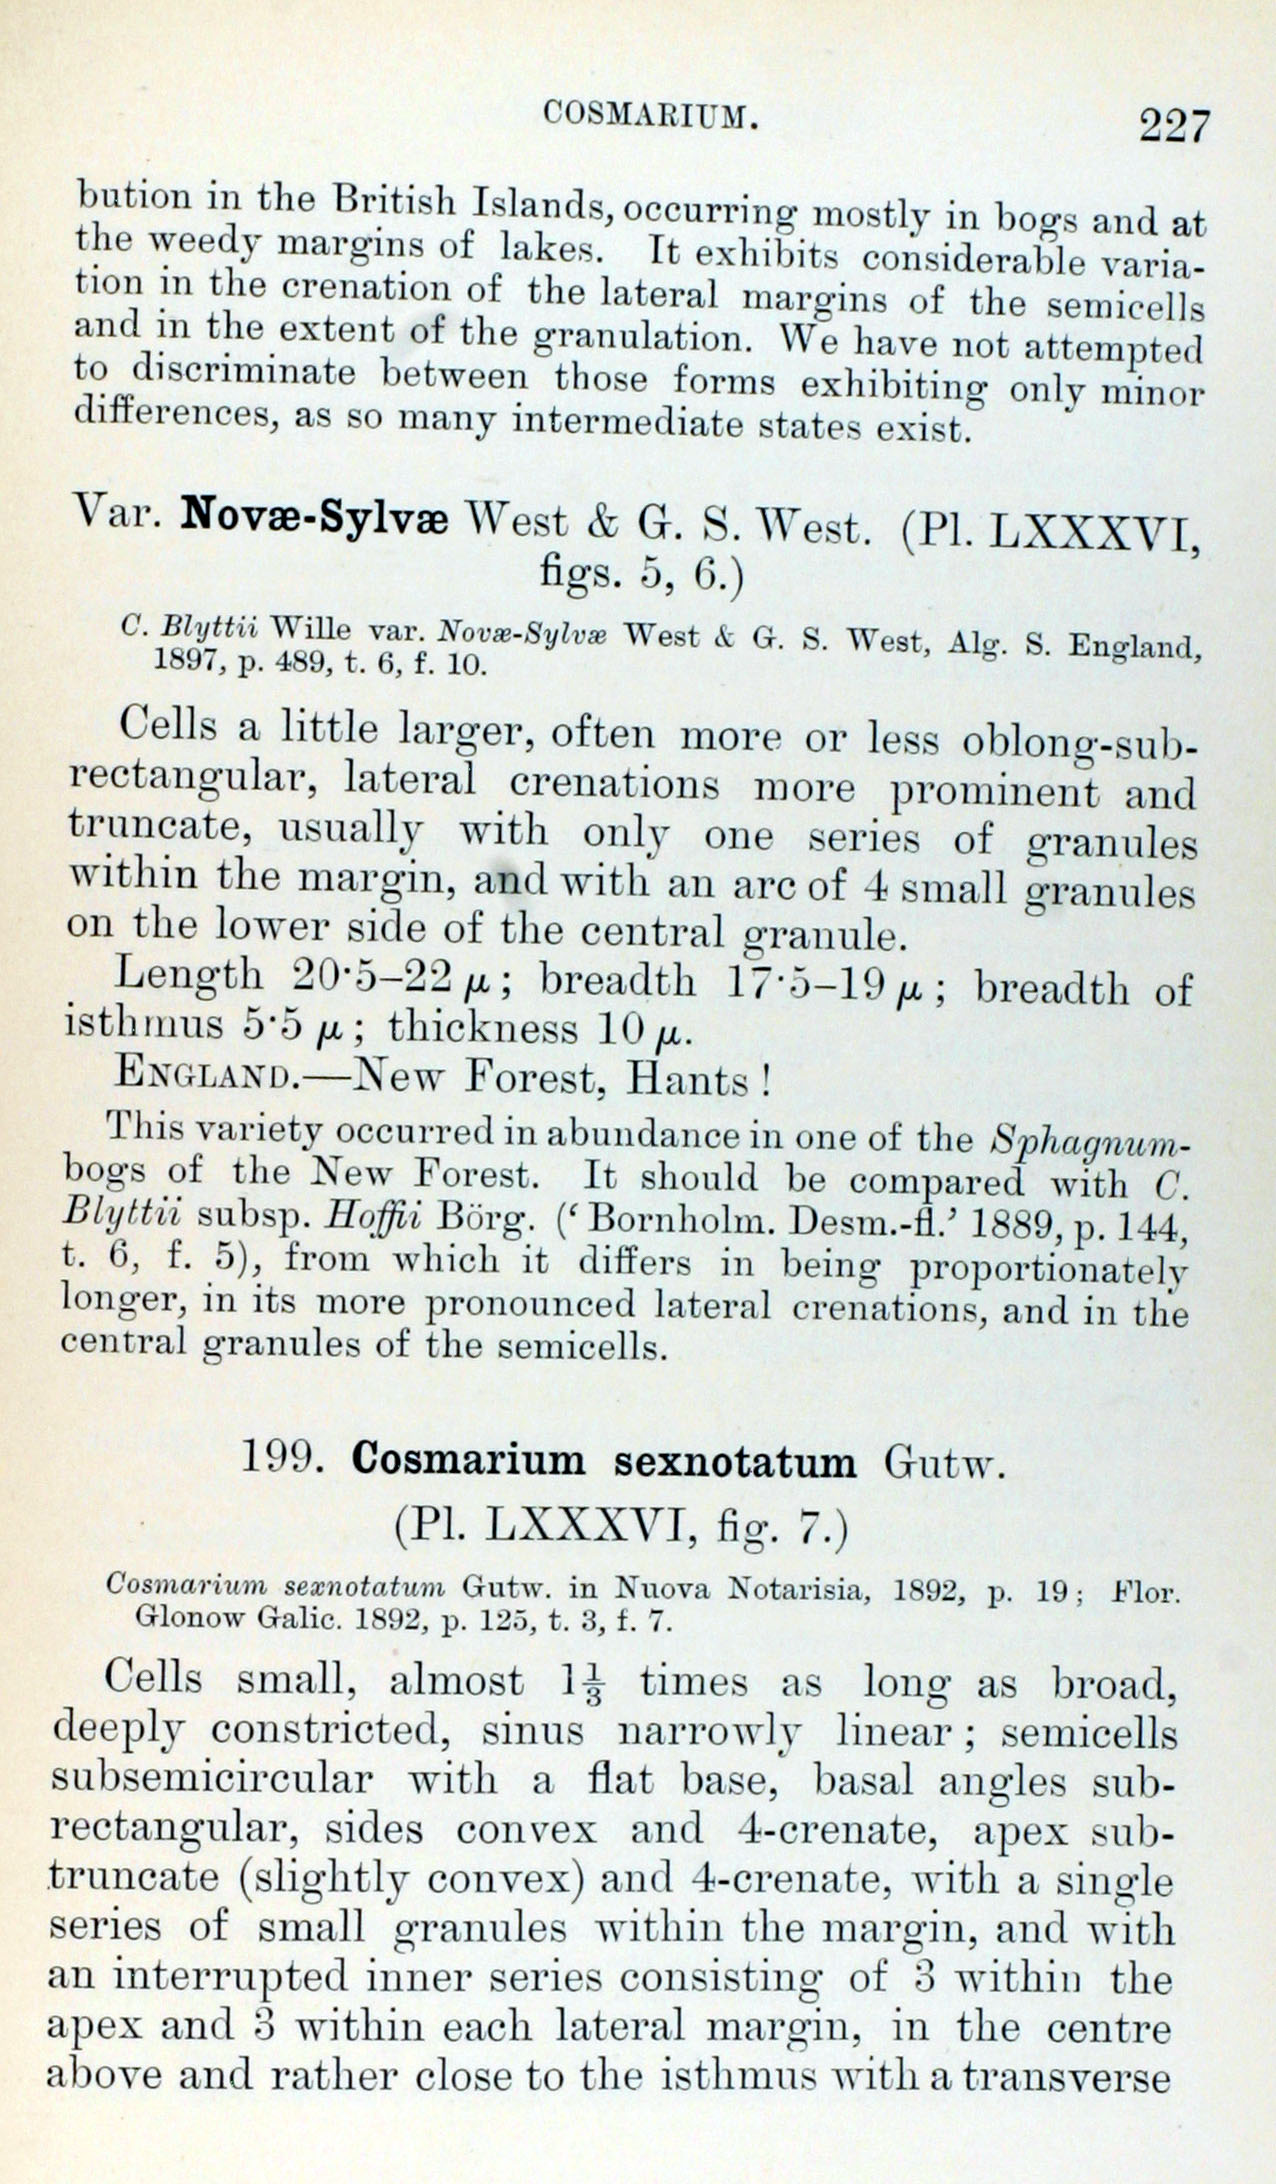 COSMARIUM.
227
bution in the British Islands, occurring mostly in bogs and at
the weedy margins of lakes. It exhibits considerable varia-
tion in the crenation of the lateral margins of the semicells
and in the extent of the granulation. We have not attempted
to discriminate between those forms exhibiting only minor
differences, as so many intermediate states exist.
Var. Novæ-Sylvæ West & G. S. West. (Pl. LXXXVI,
figs. 5, 6.)
C. Blyttii Wille var. Novæ-Sylvæ West & G. S. West, Alg. S. England,
1897, p. 489, t. 6, f. 10.
Cells a little larger, often more or less oblong-sub-
rectangular, lateral crenations more prominent and
truncate, usually with only one series of granules
within the margin, and with an arc of 4 small granules
on the lower side of the central granule.
Length 20·5–22 μ; breadth 17·5–19 μ; breadth of
isthmus 5·5 μ; thickness 10 μ.
ENGLAND.—New Forest, Hants !
This variety occurred in abundance in one of the Sphagnum-
bogs of the New Forest. It should be compared with C.
Blyttii subsp. Hoffii Börg. (‘Bornholm. Desm.-fl.’ 1889, p. 144,
t. 6, f. 5), from which it differs in being proportionately
longer, in its more pronounced lateral crenations, and in the
central granules of the semicells.
199. Cosmarium sexnotatum Gutw.
(Pl. LXXXVI, fig. 7.)
Cosmarium sexnotatum Gutw. in Nuova Notarisia, 1892, p. 19; Flor.
Glonow Galic. 1892, p. 125, t. 3, f. 7.
Cells small, almost 1⅓ times as long as broad,
deeply constricted, sinus narrowly linear; semicells
subsemicircular with a flat base, basal angles sub-
rectangular, sides convex and 4-crenate, apex sub-
truncate (slightly convex) and 4-crenate, with a single
series of small granules within the margin, and with
an interrupted inner series consisting of 3 within the
apex and 3 within each lateral margin, in the centre
above and rather close to the isthmus with a transverse